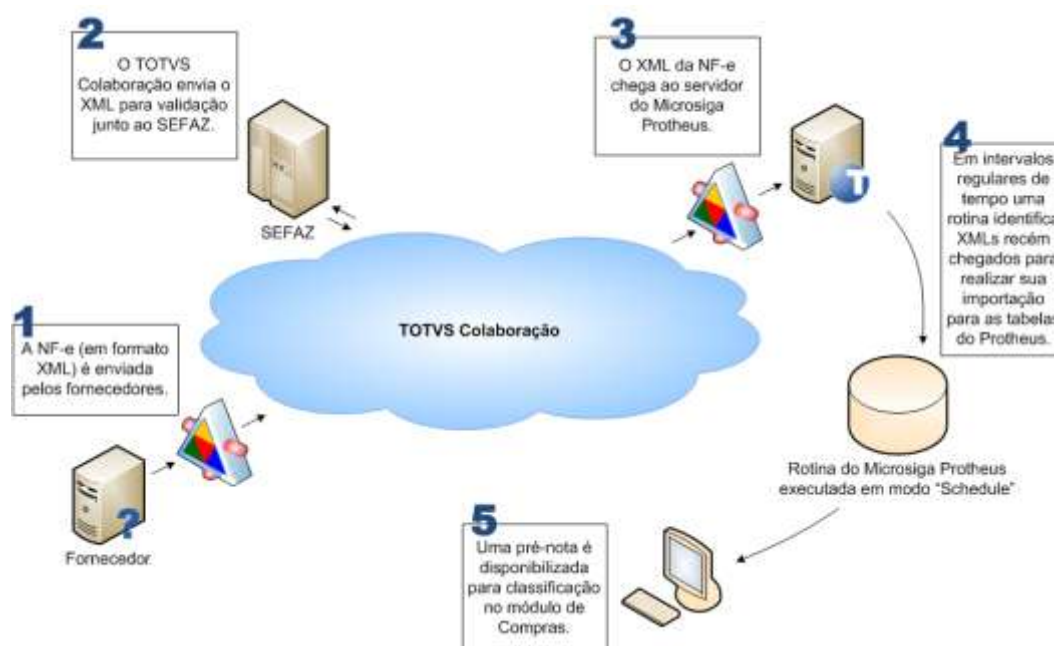 2
O TOTVS
Colaboração envia o
XML para validação
junto ao SEFAZ.
SEFAZ
3
O XML da NF-e
chega ao servidor
do Microsiga
Protheus.
T
4
Em intervalos
regulares de
tempo uma
rotina identifica
XMLs recém
chegados para
realizar sua
importação
para as tabelas
do Protheus.
TOTVS Colaboração
1
A NF-e (em formato
XML) é enviada
pelos fornecedores.
?
Fornecedor
Rotina do Microsiga Protheus
executada em modo “Schedule”
5
Uma pré-nota é
disponibilizada
para classificação
no módulo de
Compras.